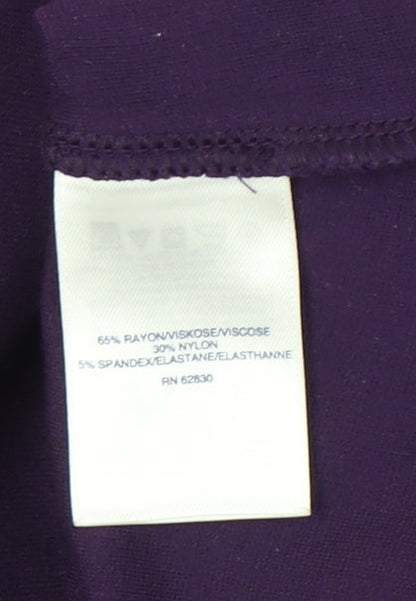 65% RAYON/VISKOSE/VISCOSE
30% NYLON
5% SPANDEX/ELASTANE/ELASTHANNE
RN 62830